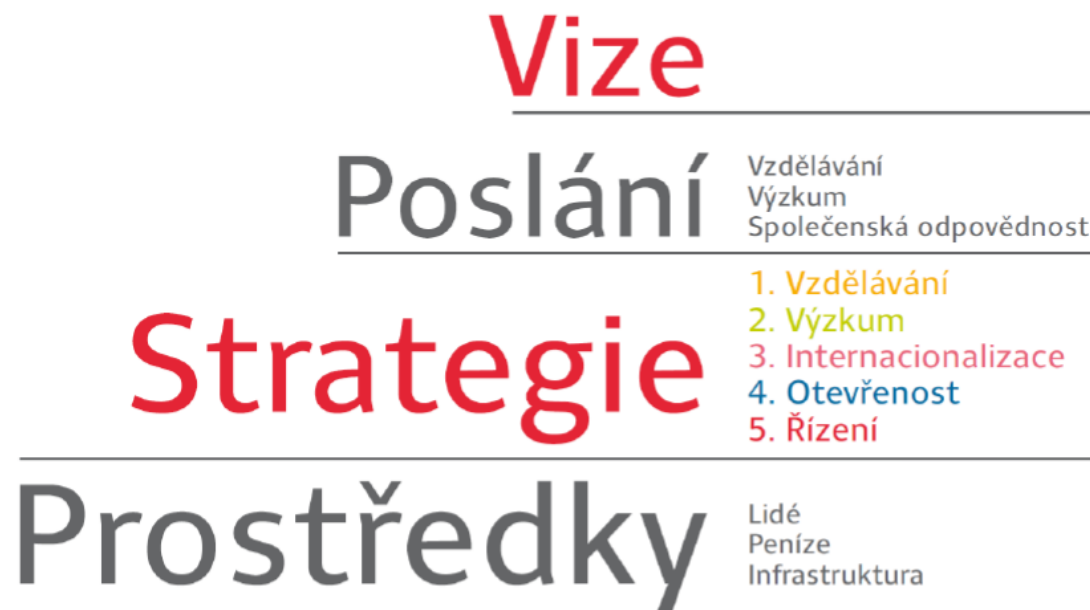 Vize
Poslání
Vzdělávání
Výzkum
Společenská odpovědnost
Strategie
1. Vzdělávání
2. Výzkum
3. Internacionalizace
4. Otevřenost
5. Řízení
Prostředky
Lidé
Peníze
Infrastruktura